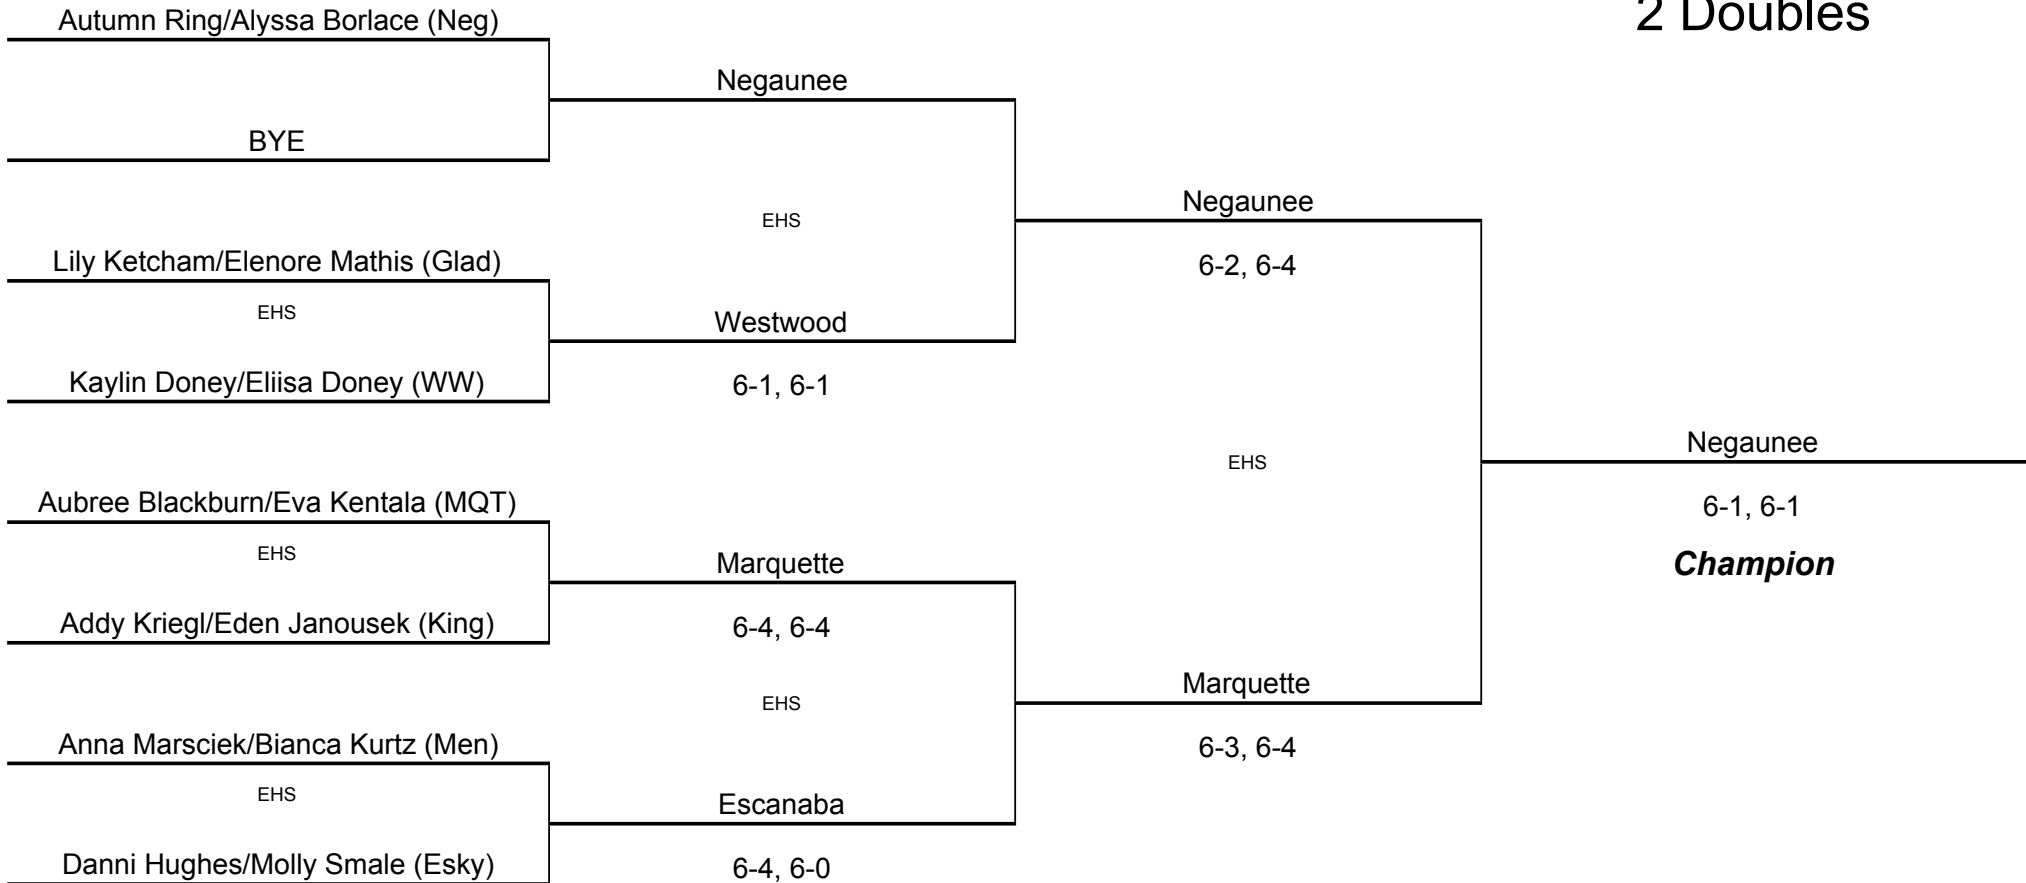 2 Doubles
Autumn Ring/Alyssa Borlace (Neg)
Negaunee
BYE
Negaunee
EHS
Lily Ketcham/Elenore Mathis (Glad)
6-2, 6-4
EHS
Westwood
Kaylin Doney/Eliisa Doney (WW)
6-1, 6-1
Negaunee
EHS
Aubree Blackburn/Eva Kentala (MQT)
6-1, 6-1
EHS
Marquette
Champion
Addy Kriegl/Eden Janousek (King)
6-4, 6-4
Marquette
EHS
Anna Marsciek/Bianca Kurtz (Men)
6-3, 6-4
EHS
Escanaba
Danni Hughes/Molly Smale (Esky)
6-4, 6-0